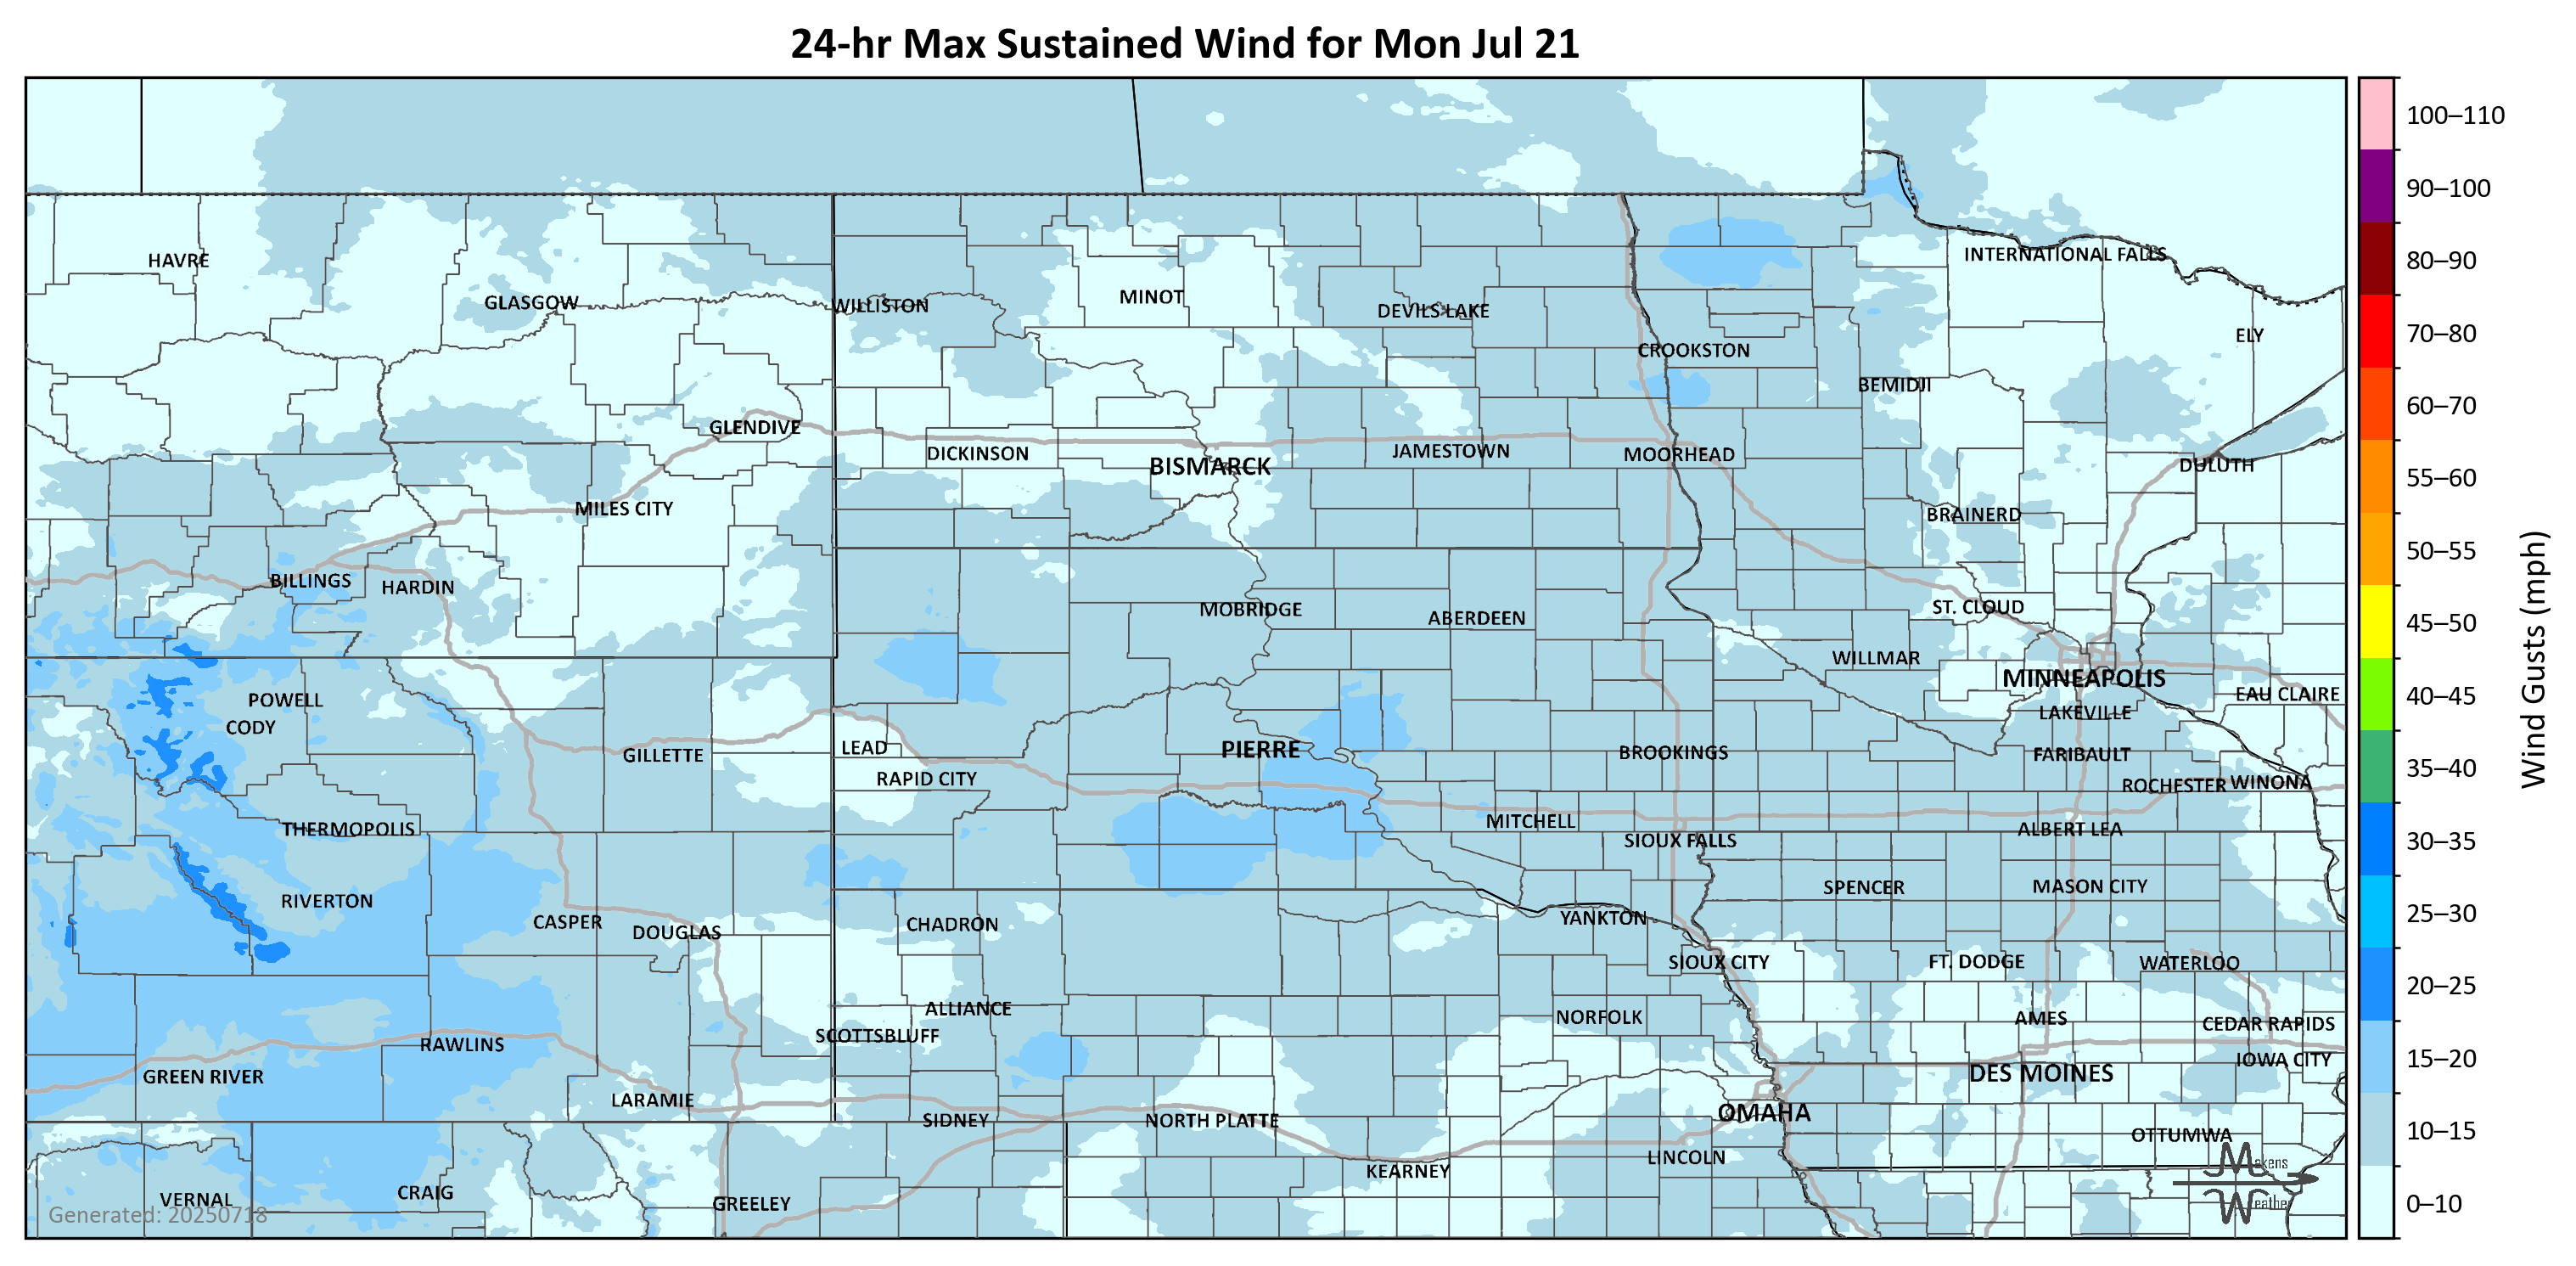 24-hr Max Sustained Wind for Mon Jul 21
100–110
90–100
INTERNATIONAL FALLS
HAVRE
80–90
MINOT
GLASGOW
WILLISTON
DEVILS LAKE
70–80
ELY
CROOKSTON
BEMIDJI
60–70
GLENDIVE
JAMESTOWN
DICKINSON
MOORHEAD
BISMARCK
DULUTH
55–60
MILES CITY
BRAINERD
50–55
BILLINGS
HARDIN
ST. CLOUD
MOBRIDGE
ABERDEEN
45–50
WILLMAR
MINNEAPOLIS
EAU CLAIRE
40–45
POWELL
LAKEVILLE
CODY
Wind Gusts (mph)
LEAD
PIERRE
BROOKINGS
GILLETTE
FARIBAULT
35–40
RAPID CITY
ROCHESTER
WINONA
MITCHELL
THERMOPOLIS
ALBERT LEA
SIOUX FALLS
30–35
SPENCER
MASON CITY
RIVERTON
25–30
YANKTON
CASPER
CHADRON
DOUGLAS
SIOUX CITY
FT. DODGE
WATERLOO
20–25
ALLIANCE
NORFOLK
AMES
CEDAR RAPIDS
SCOTTSBLUFF
RAWLINS
IOWA CITY
15–20
DES MOINES
GREEN RIVER
LARAMIE
OMAHA
SIDNEY
NORTH PLATTE
10–15
OTTUMWA
LINCOLN
Makens
KEARNEY
CRAIG
VERNAL
GREELEY
Weather
0–10
Generated: 20250718